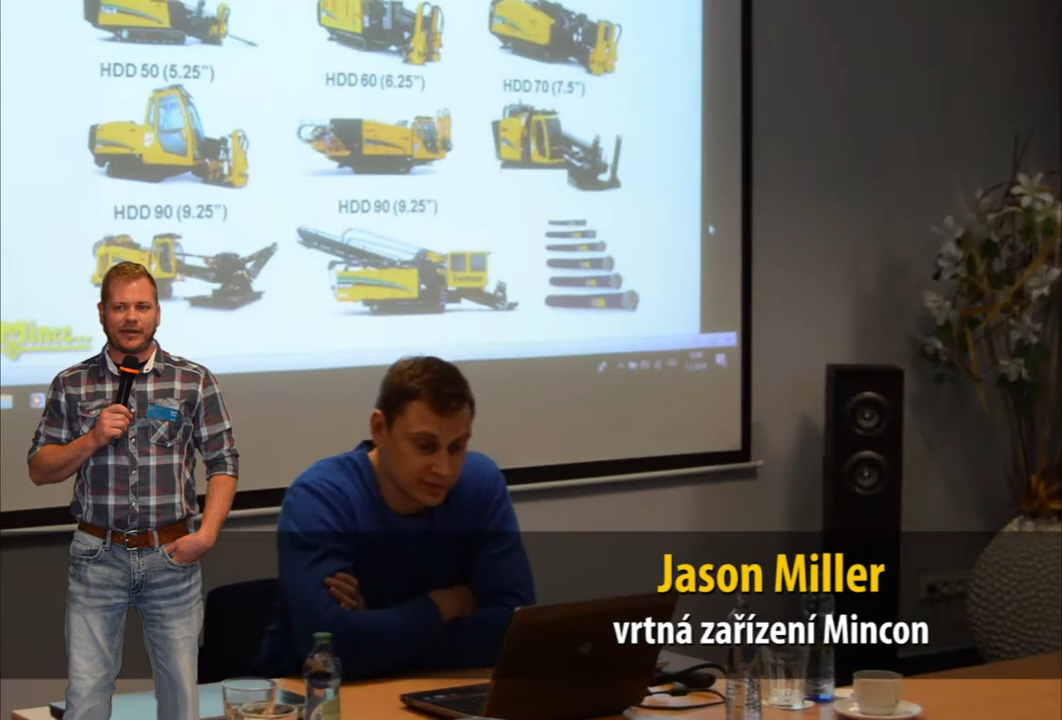 HDD 50 (5.25")
HDD 60 (6.25")
HDD 70 (7.5")
HDD 90 (9.25")
HDD 90 (9.25")
Jason Miller
vrtná zařízení Mincon